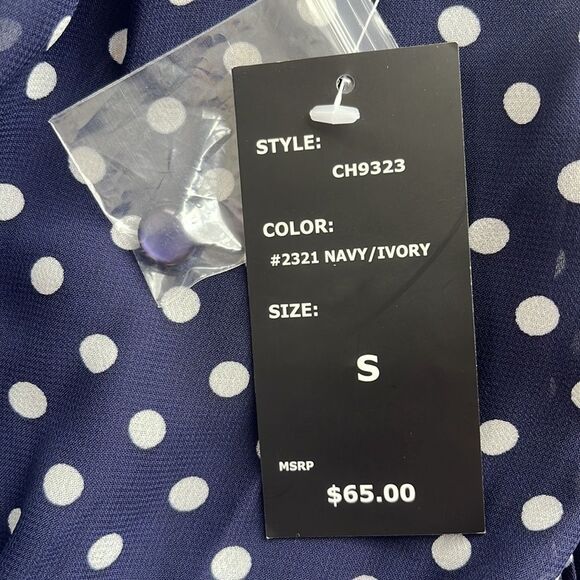 STYLE:
CH9323
COLOR:
#2321 NAVY/IVORY
SIZE:
S
MSRP
$65.00